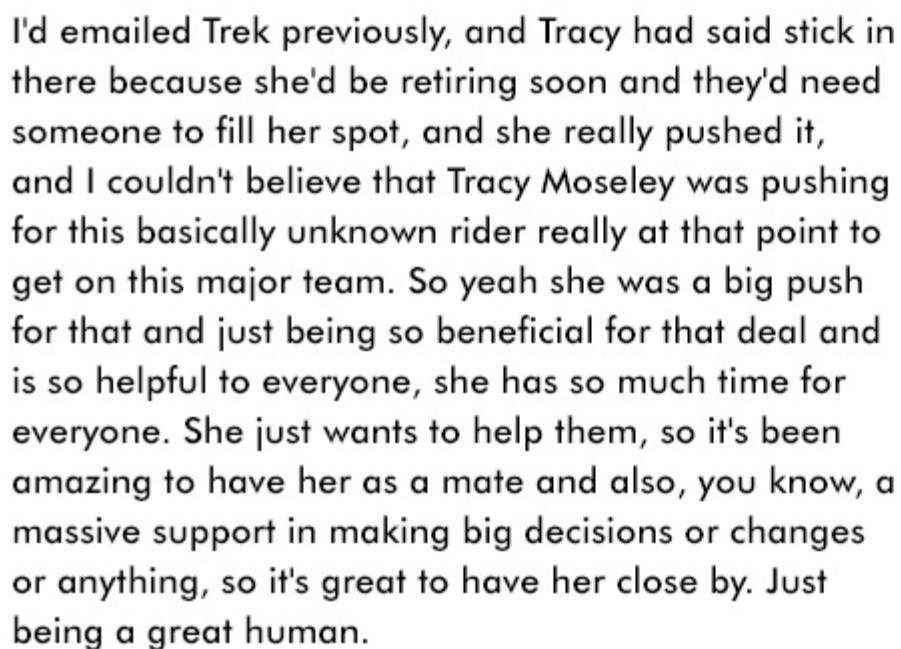 I'd emailed Trek previously, and Tracy had said stick in
there because she'd be retiring soon and they'd need
someone to fill her spot, and she really pushed it,
and I couldn't believe that Tracy Moseley was pushing
for this basically unknown rider really at that point to
get on this major team. So yeah she was a big push
for that and just being so beneficial for that deal and
is so helpful to everyone, she has so much time for
everyone. She just wants to help them, so it's been
amazing to have her as a mate and also, you know, a
massive support in making big decisions or changes
or anything, so it's great to have her close by. Just
being a great human.